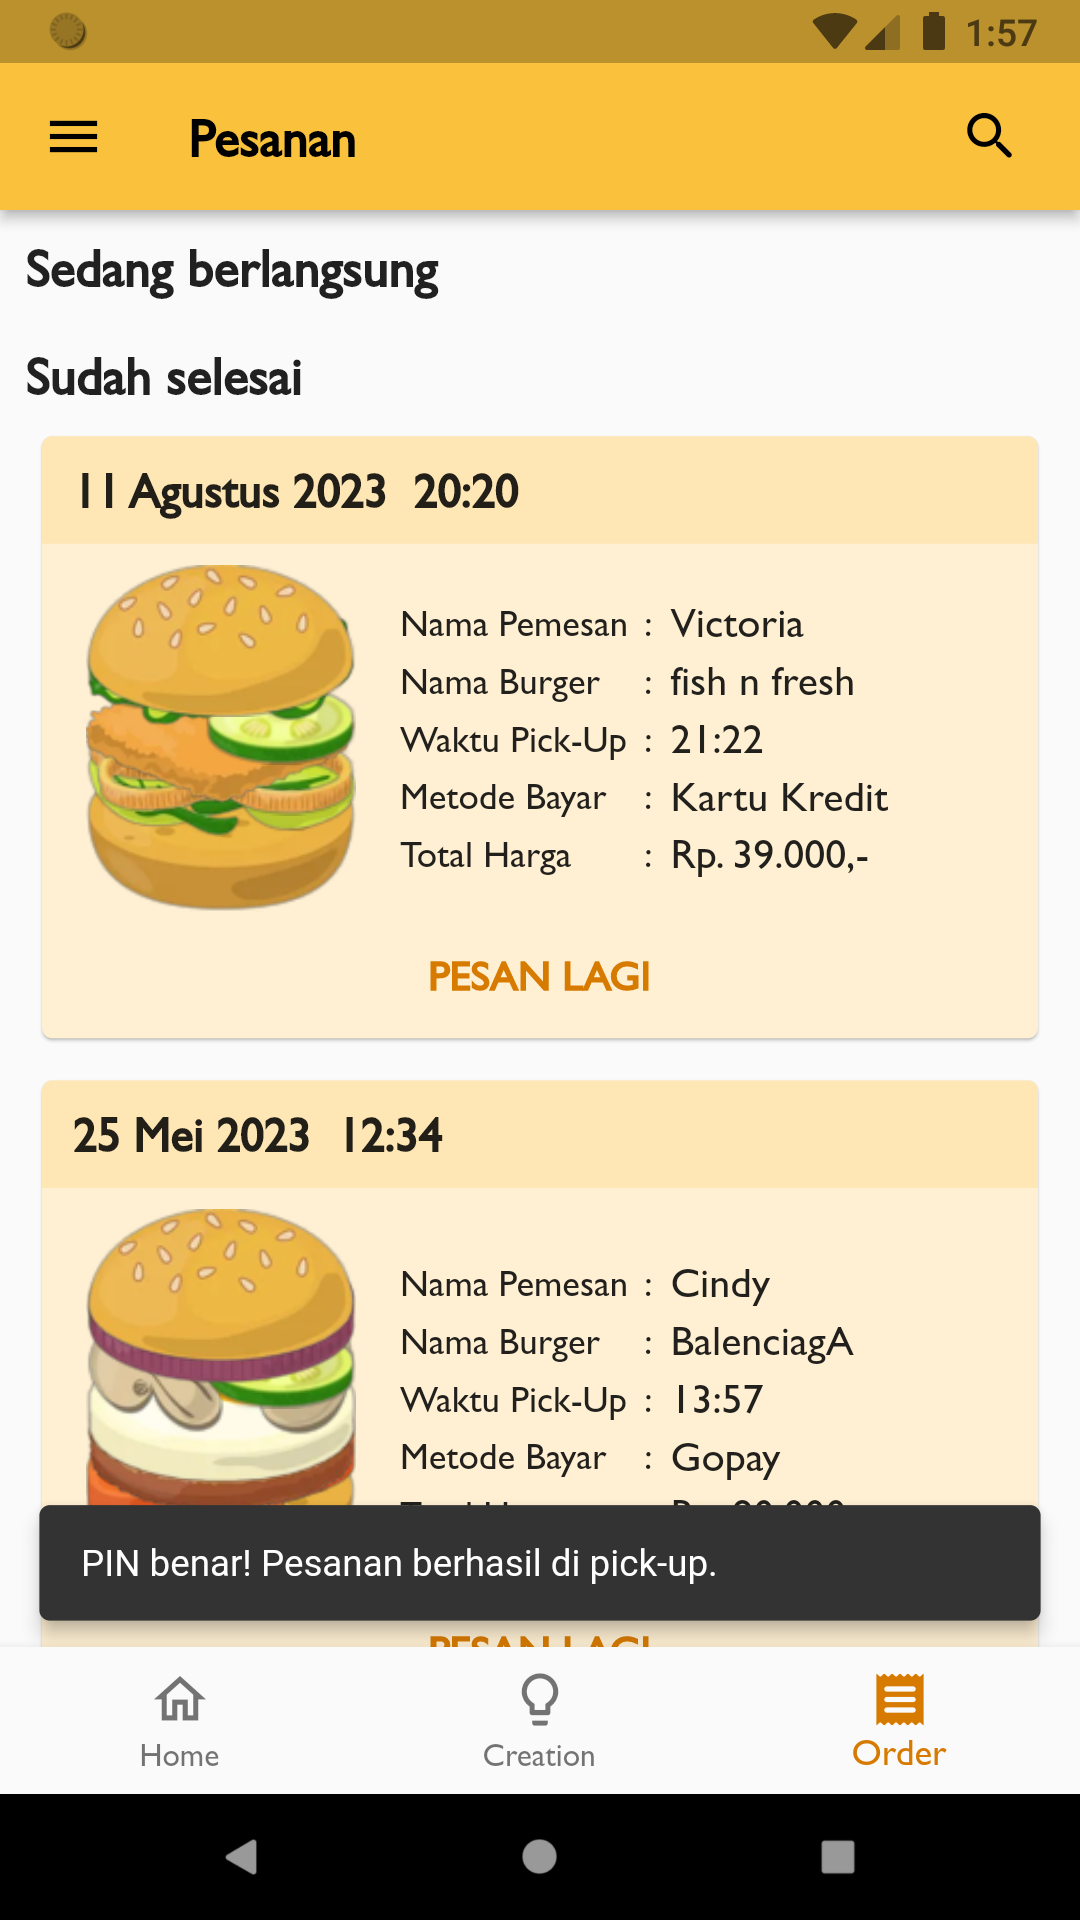 1:57
Pesanan
Sedang berlangsung
Sudah selesai
11 Agustus 2023 20:20
Nama Pemesan : Victoria
Nama Burger : fish n fresh
Waktu Pick-Up : 21:22
Metode Bayar : Kartu Kredit
Total Harga : Rp. 39.000,-
PESAN LAGI
25 Mei 2023 12:34
Nama Pemesan : Cindy
Nama Burger : BalenciagA
Waktu Pick-Up : 13:57
Metode Bayar : Gopay
PIN benar! Pesanan berhasil di pick-up.
PESAN LAGI
Home
Creation
Order